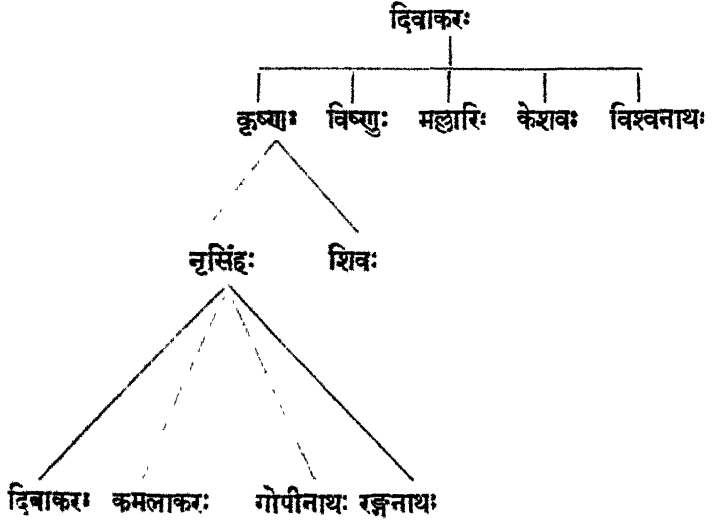 दिवाकरः
कृष्णः विष्णुः मल्लारिः केशवः विश्वनाथः
नृसिंहः शिवः
दिवाकरः कमलाकरः गोपीनाथः रङ्गनाथः